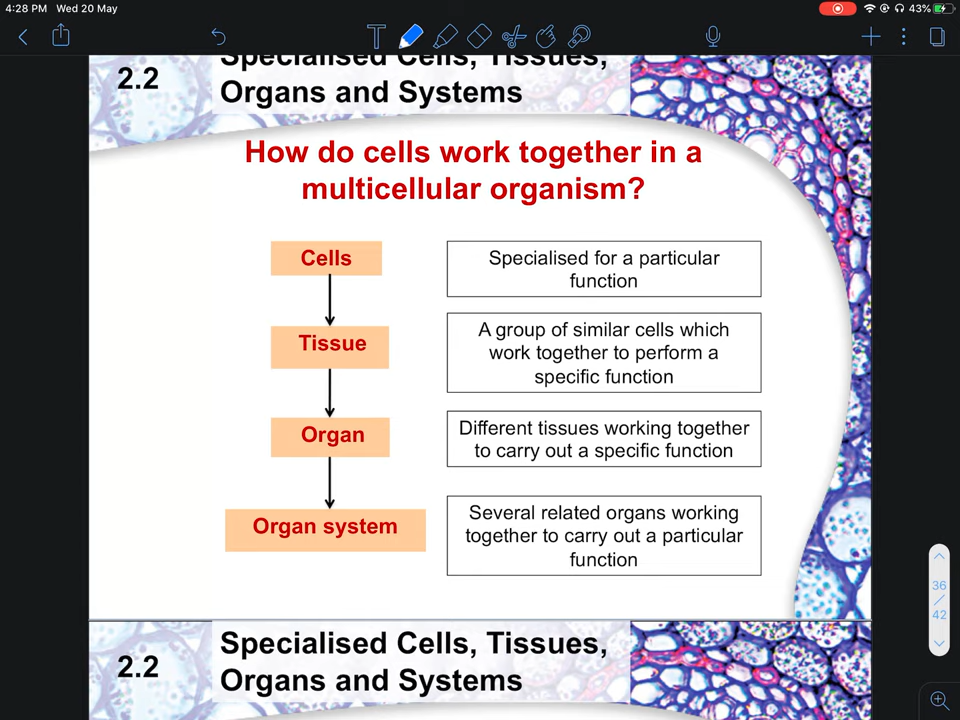 4:28 PM Wed 20 May
43%
2.2
Specialised Cells, Tissues,
Organs and Systems
How do cells work together in a
multicellular organism?
Cells
Specialised for a particular
function
Tissue
A group of similar cells which
work together to perform a
specific function
Organ
Different tissues working together
to carry out a specific function
Organ system
Several related organs working
together to carry out a particular
function
36
/
42
2.2
Specialised Cells, Tissues,
Organs and Systems